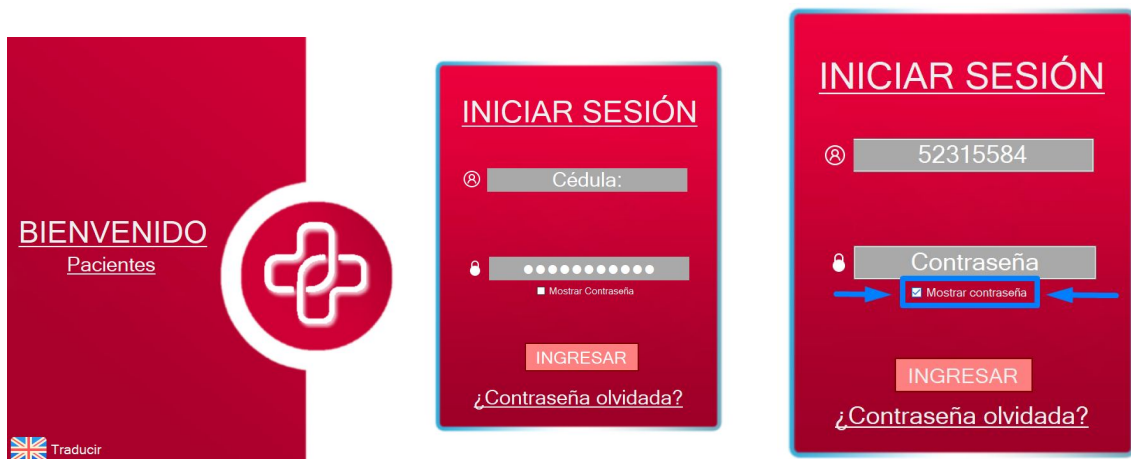 BIENVENIDO
Pacientes
Traducir
INICIAR SESIÓN
Cédula:
Mostrar Contraseña
INGRESAR
¿Contraseña olvidada?
INICIAR SESIÓN
52315584
Contraseña
Mostrar contraseña
INGRESAR
¿Contraseña olvidada?